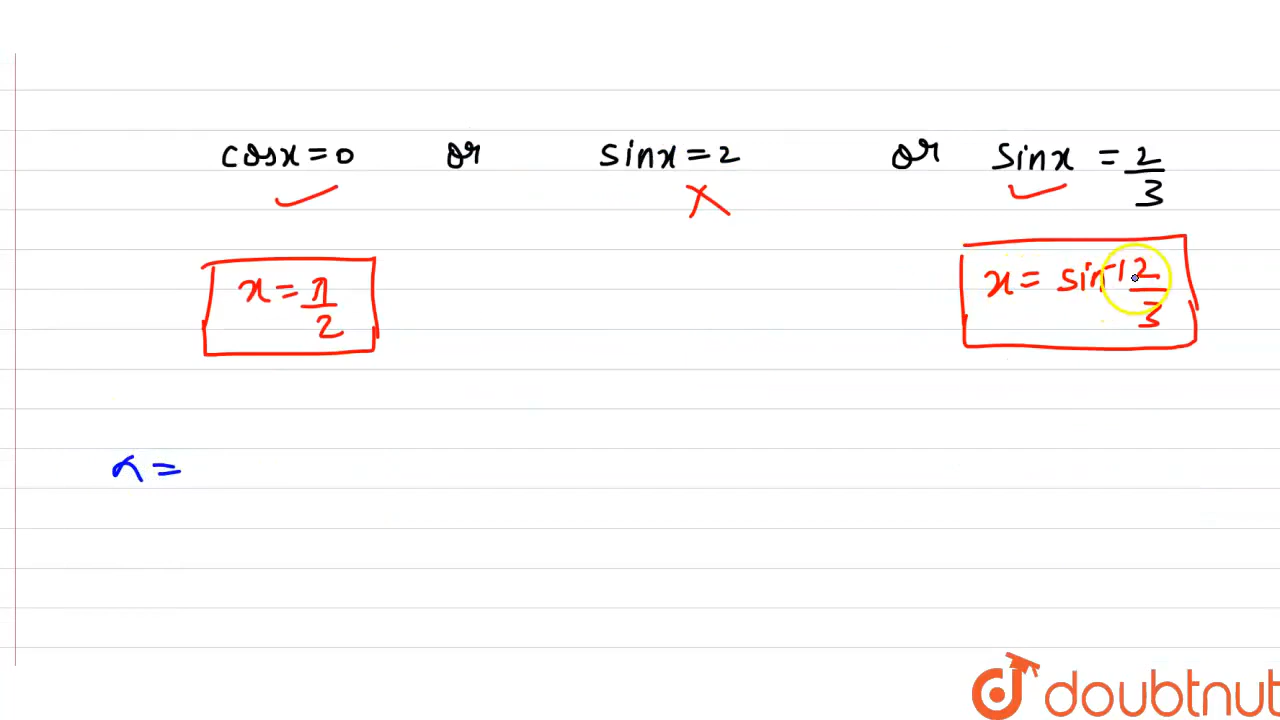 cosx = 0 or sinx = 2 or sinx = 2/3
x = π/2 x = sin⁻¹ 2/3
α =
doubtnut